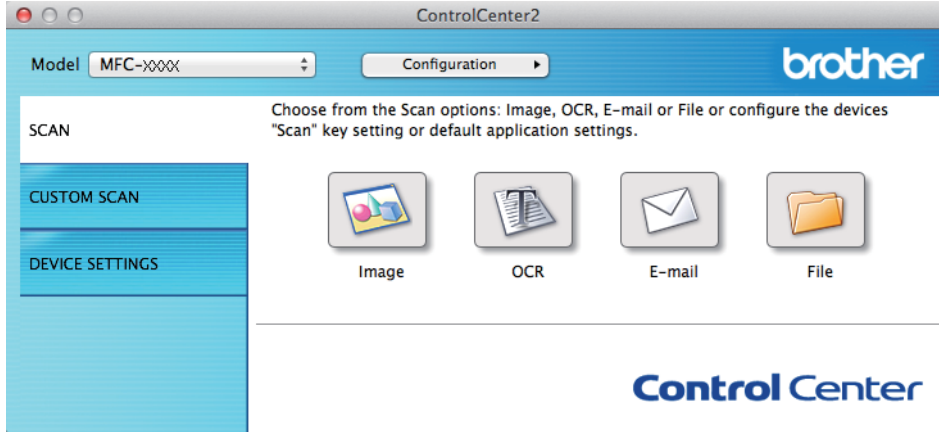 ControlCenter2
Model MFC-XXXX Configuration brother
Choose from the Scan options: Image, OCR, E-mail or File or configure the devices
"Scan" key setting or default application settings.
SCAN
CUSTOM SCAN
DEVICE SETTINGS
Image OCR E-mail File
Control Center